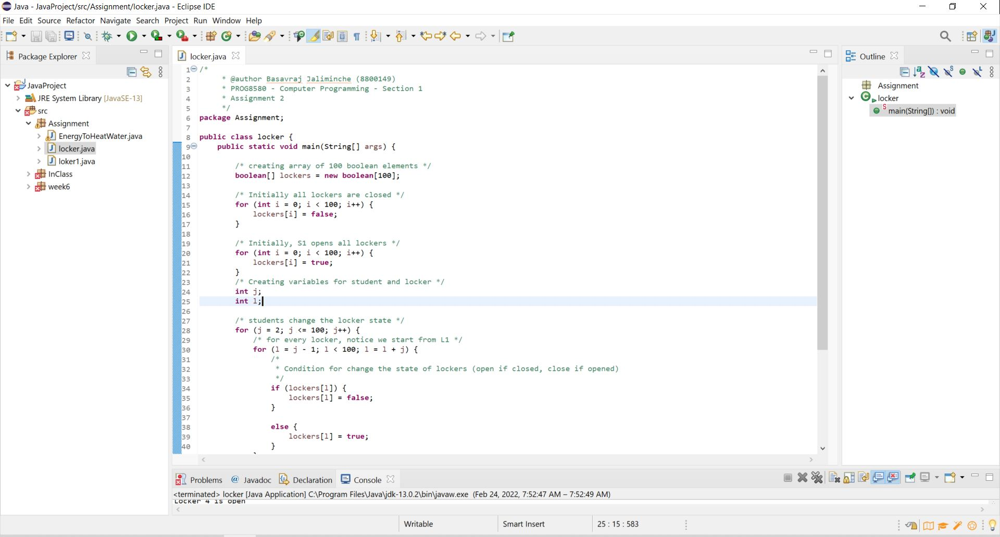 Java - JavaProject/src/Assignment/locker.java - Eclipse IDE
File Edit Source Refactor Navigate Search Project Run Window Help
Package Explorer
JavaProject
JRE System Library [JavaSE-13]
src
Assignment
EnergyToHeatWater.java
locker.java
loker1.java
InClass
week6
locker.java
1 /*
2 * @author Basavraj Jaliminche (8800149)
3 * PROG8580 - Computer Programming - Section 1
4 * Assignment 2
5 */
6 package Assignment;
7
8 public class locker {
9 public static void main(String[] args) {
10
11 /* creating array of 100 boolean elements */
12 boolean[] lockers = new boolean[100];
13
14 /* Initially all lockers are closed */
15 for (int i = 0; i < 100; i++) {
16 lockers[i] = false;
17 }
18
19 /* Initially, S1 opens all lockers */
20 for (int i = 0; i < 100; i++) {
21 lockers[i] = true;
22 }
23 /* Creating variables for student and locker */
24 int j;
25 int l;
26
27 /* students change the locker state */
28 for (j = 2; j <= 100; j++) {
29 /* for every locker, notice we start from L1 */
30 for (l = j - 1; l < 100; l = l + j) {
31 /*
32 * Condition for change the state of lockers (open if closed, close if opened)
33 */
34 if (lockers[l]) {
35 lockers[l] = false;
36 }
37
38 else {
39 lockers[l] = true;
40 }
Outline
Assignment
locker
main(String[]) : void
Problems @ Javadoc Declaration Console
<terminated> locker [Java Application] C:\Program Files\Java\jdk-13.0.2\bin\javaw.exe (Feb 24, 2022, 7:52:47 AM – 7:52:49 AM)
Locker 4 is open
Writable Smart Insert 25 : 15 : 583